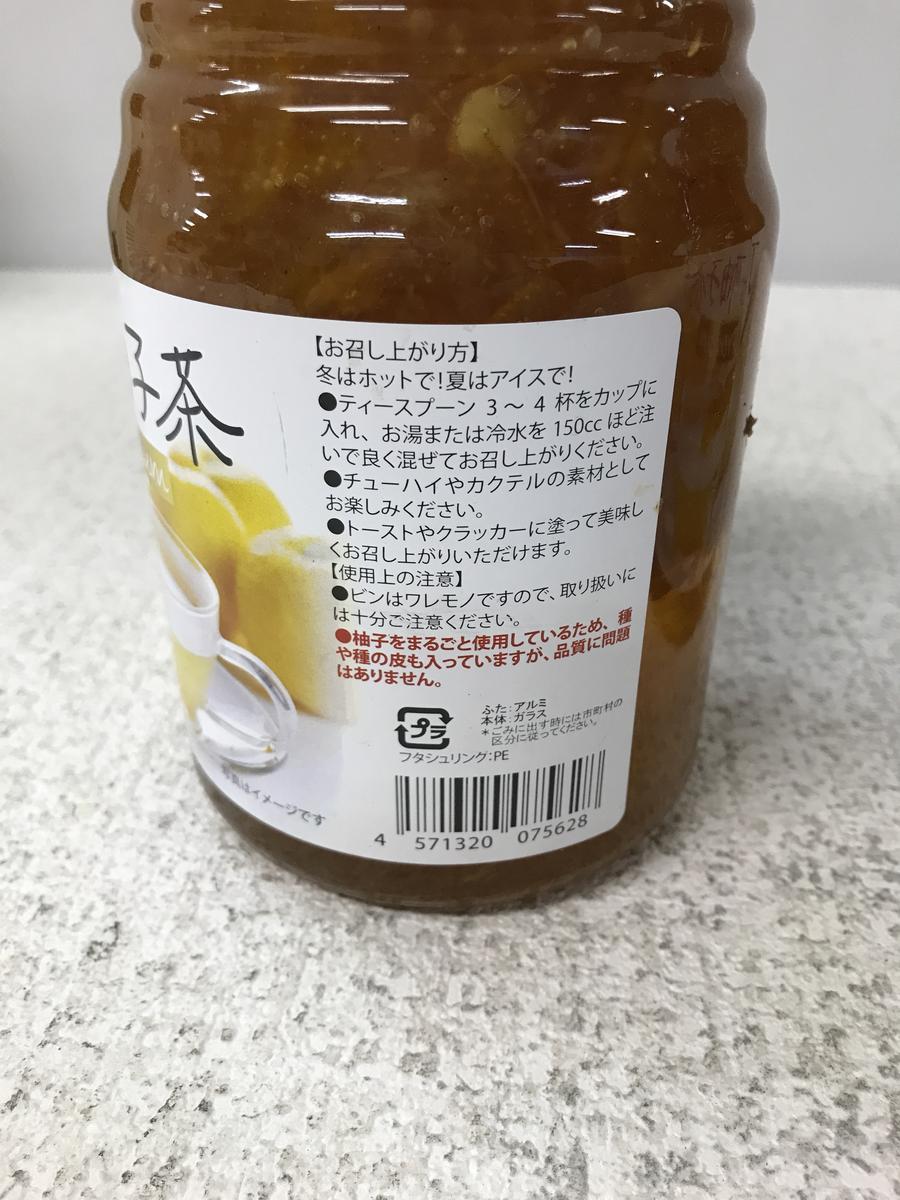 子茶
【お召し上がり方】
冬はホットで!夏はアイスで!
●ティースプーン 3～4 杯をカップに
入れ、お湯または冷水を 150cc ほど注
いで良く混ぜてお召し上がりください。
●チューハイやカクテルの素材として
お楽しみください。
●トーストやクラッカーに塗って美味し
くお召し上がりいただけます。
【使用上の注意】
●ビンはワレモノですので、取り扱いに
は十分ご注意ください。
●柚子をまるごと使用しているため、種
や種の皮も入っていますが、品質に問題
はありません。
プラ
フタシュリング:PE
ふた:アルミ
本体:ガラス
*ごみに出す時には市町村の
区分に従ってください。
写真はイメージです
4 571320 075628